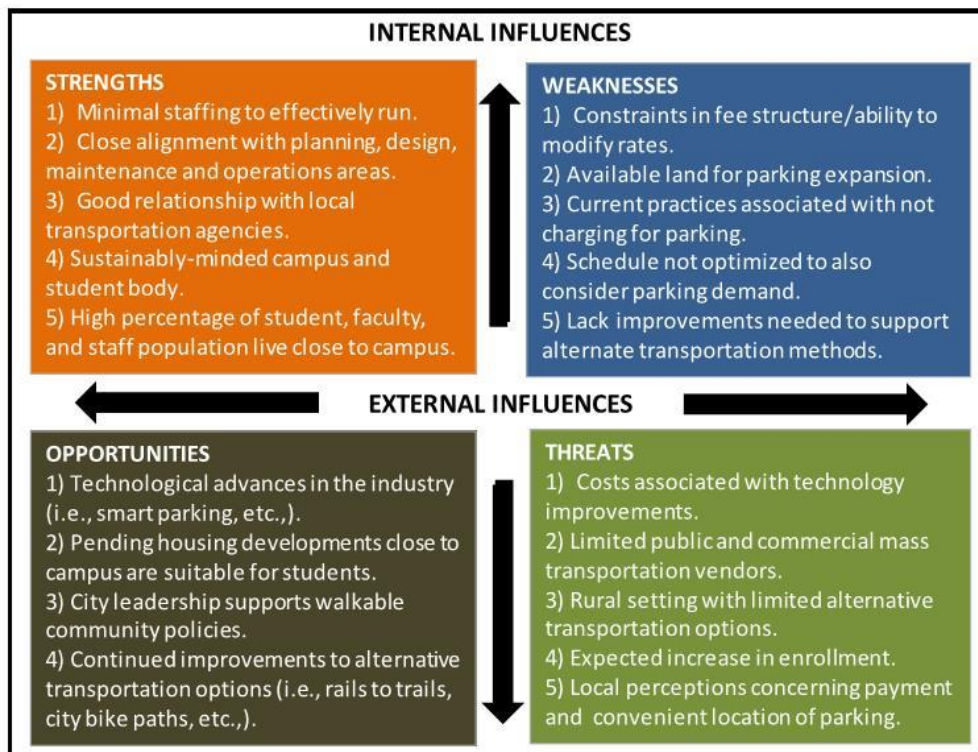 INTERNAL INFLUENCES
STRENGTHS
1) Minimal staffing to effectively run.
2) Close alignment with planning, design,
maintenance and operations areas.
3) Good relationship with local
transportation agencies.
4) Sustainably-minded campus and
student body.
5) High percentage of student, faculty,
and staff population live close to campus.
WEAKNESSES
1) Constraints in fee structure/ability to
modify rates.
2) Available land for parking expansion.
3) Current practices associated with not
charging for parking.
4) Schedule not optimized to also
consider parking demand.
5) Lack improvements needed to support
alternate transportation methods.
EXTERNAL INFLUENCES
OPPORTUNITIES
1) Technological advances in the industry
(i.e., smart parking, etc.,).
2) Pending housing developments close to
campus are suitable for students.
3) City leadership supports walkable
community policies.
4) Continued improvements to alternative
transportation options (i.e., rails to trails,
city bike paths, etc.,).
THREATS
1) Costs associated with technology
improvements.
2) Limited public and commercial mass
transportation vendors.
3) Rural setting with limited alternative
transportation options.
4) Expected increase in enrollment.
5) Local perceptions concerning payment
and convenient location of parking.